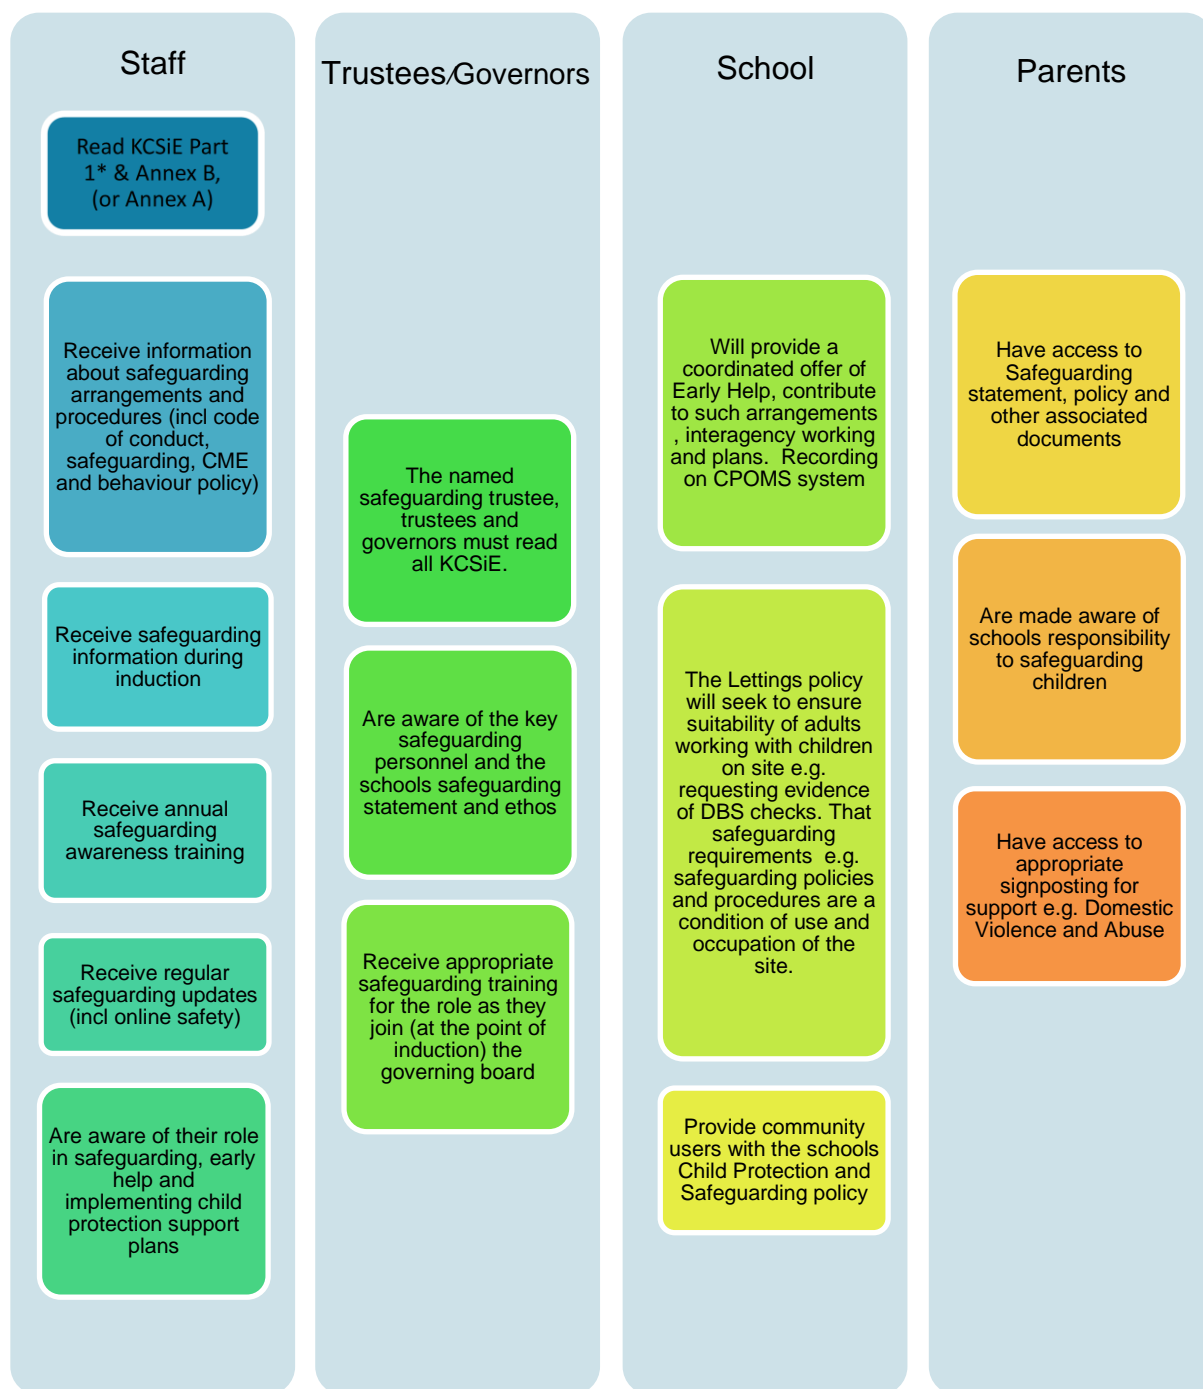 Staff
Read KCSiE Part
1* & Annex B,
(or Annex A)
Receive information
about safeguarding
arrangements and
procedures (incl code
of conduct,
safeguarding, CME
and behaviour policy)
Receive safeguarding
information during
induction
Receive annual
safeguarding
awareness training
Receive regular
safeguarding updates
(incl online safety)
Are aware of their role
in safeguarding, early
help and
implementing child
protection support
plans
Trustees/Governors
The named
safeguarding trustee,
trustees and
governors must read
all KCSiE.
Are aware of the key
safeguarding
personnel and the
schools safeguarding
statement and ethos
Receive appropriate
safeguarding training
for the role as they
join (at the point of
induction) the
governing board
School
Will provide a
coordinated offer of
Early Help, contribute
to such arrangements
, interagency working
and plans.  Recording
on CPOMS system
The Lettings policy
will seek to ensure
suitability of adults
working with children
on site e.g.
requesting evidence
of DBS checks. That
safeguarding
requirements  e.g.
safeguarding policies
and procedures are a
condition of use and
occupation of the
site.
Provide community
users with the schools
Child Protection and
Safeguarding policy
Parents
Have access to
Safeguarding
statement, policy and
other associated
documents
Are made aware of
schools responsibility
to safeguarding
children
Have access to
appropriate
signposting for
support e.g. Domestic
Violence and Abuse